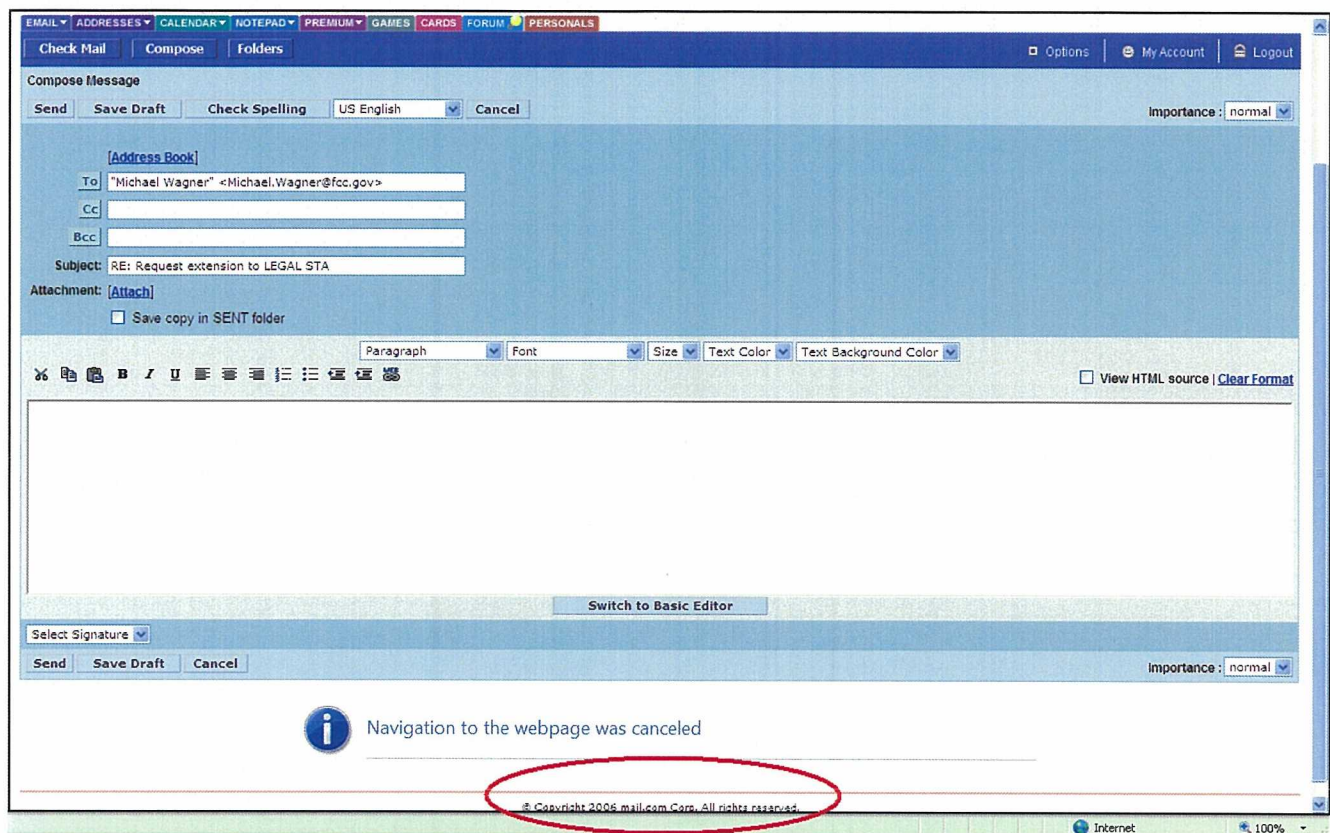 EMAIL ADDRESSES CALENDAR NOTEPAD PREMIUM GAMES CARDS FORUM PERSONALS
Check Mail Compose Folders Options My Account Logout
Compose Message
Send Save Draft Check Spelling US English Cancel Importance : normal
[Address Book]
To "Michael Wagner" <Michael.Wagner@fcc.gov>
Cc
Bcc
Subject: RE: Request extension to LEGAL STA
Attachment: [Attach]
Save copy in SENT folder
Paragraph Font Size Text Color Text Background Color
B I U View HTML source | Clear Format
Switch to Basic Editor
Select Signature
Send Save Draft Cancel Importance : normal
i Navigation to the webpage was canceled
© Copyright 2006 mail.com Corp. All rights reserved.
Internet 100%